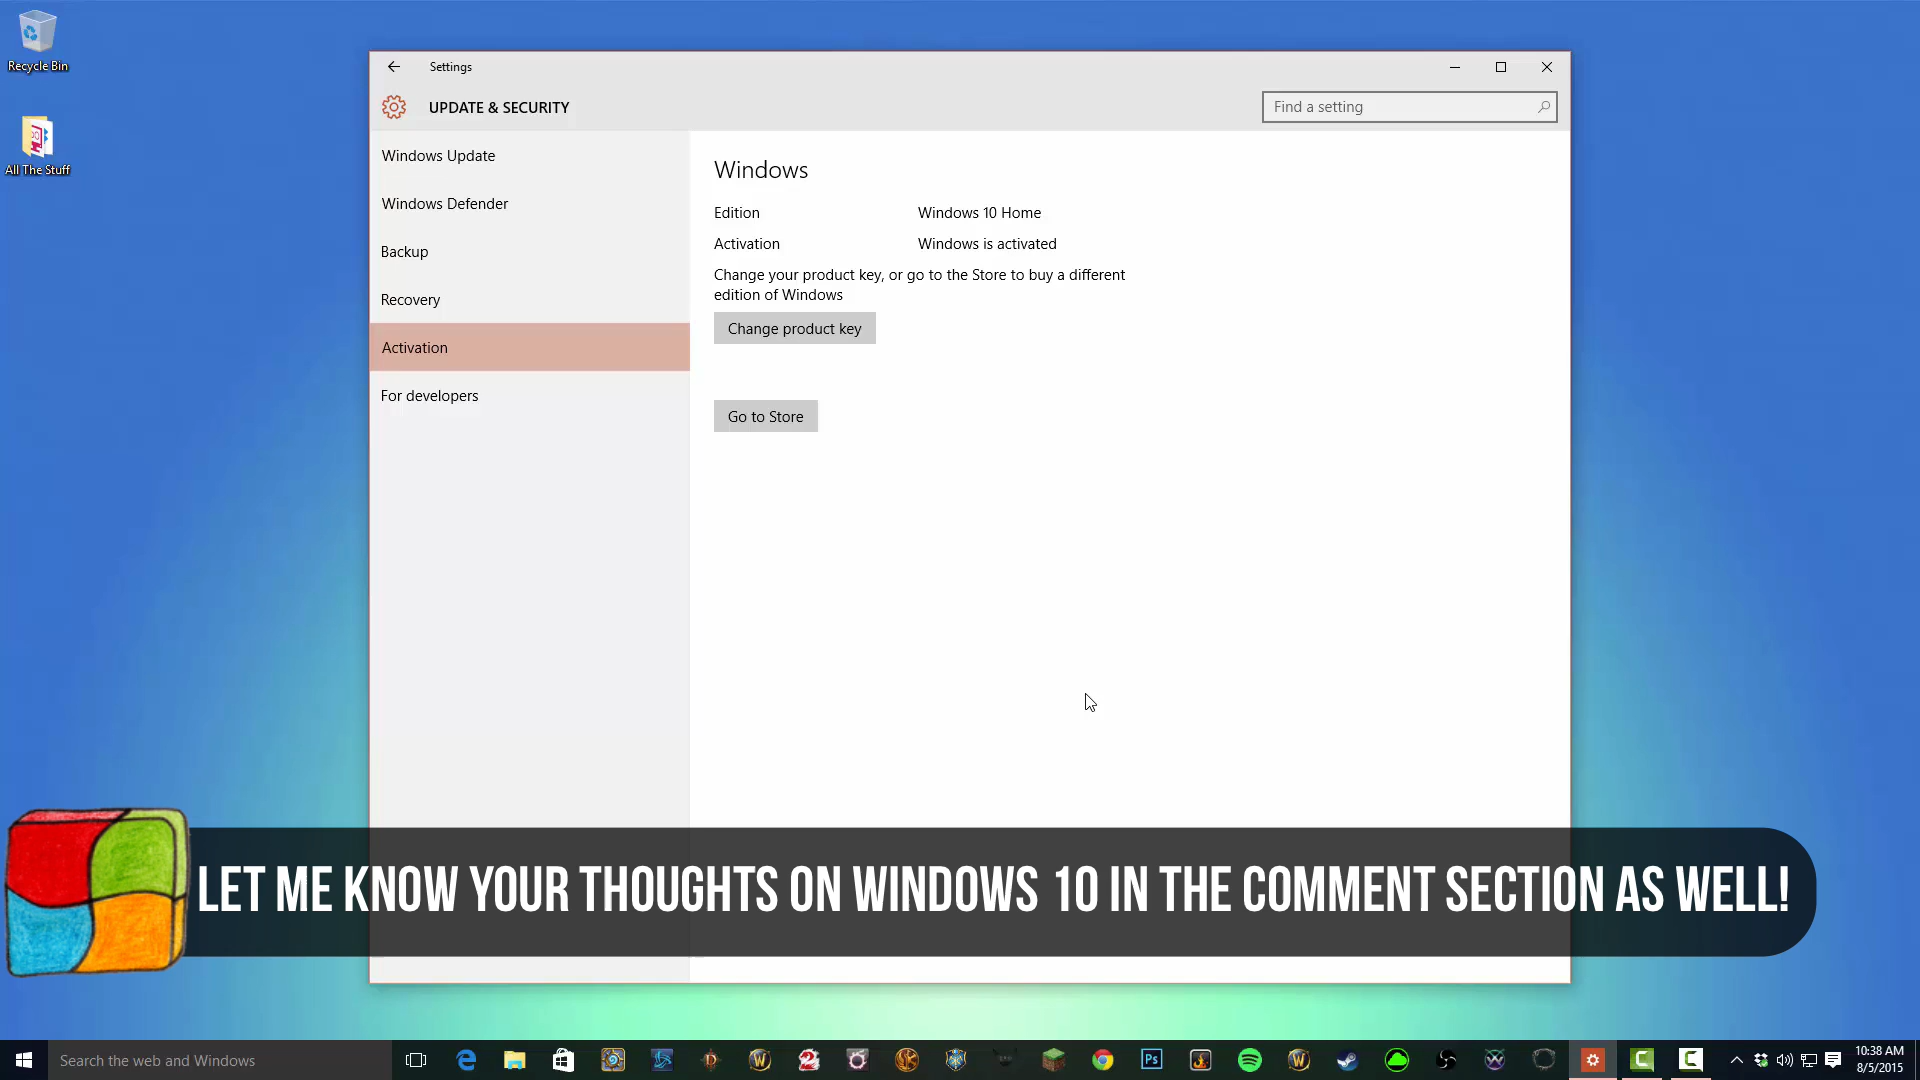 Recycle Bin
All The Stuff
Settings
UPDATE & SECURITY
Find a setting
Windows Update
Windows Defender
Backup
Recovery
Activation
For developers
Windows
Edition Windows 10 Home
Activation Windows is activated
Change your product key, or go to the Store to buy a different
edition of Windows
Change product key
Go to Store
LET ME KNOW YOUR THOUGHTS ON WINDOWS 10 IN THE COMMENT SECTION AS WELL!
Search the web and Windows
Ps
10:38 AM
8/5/2015